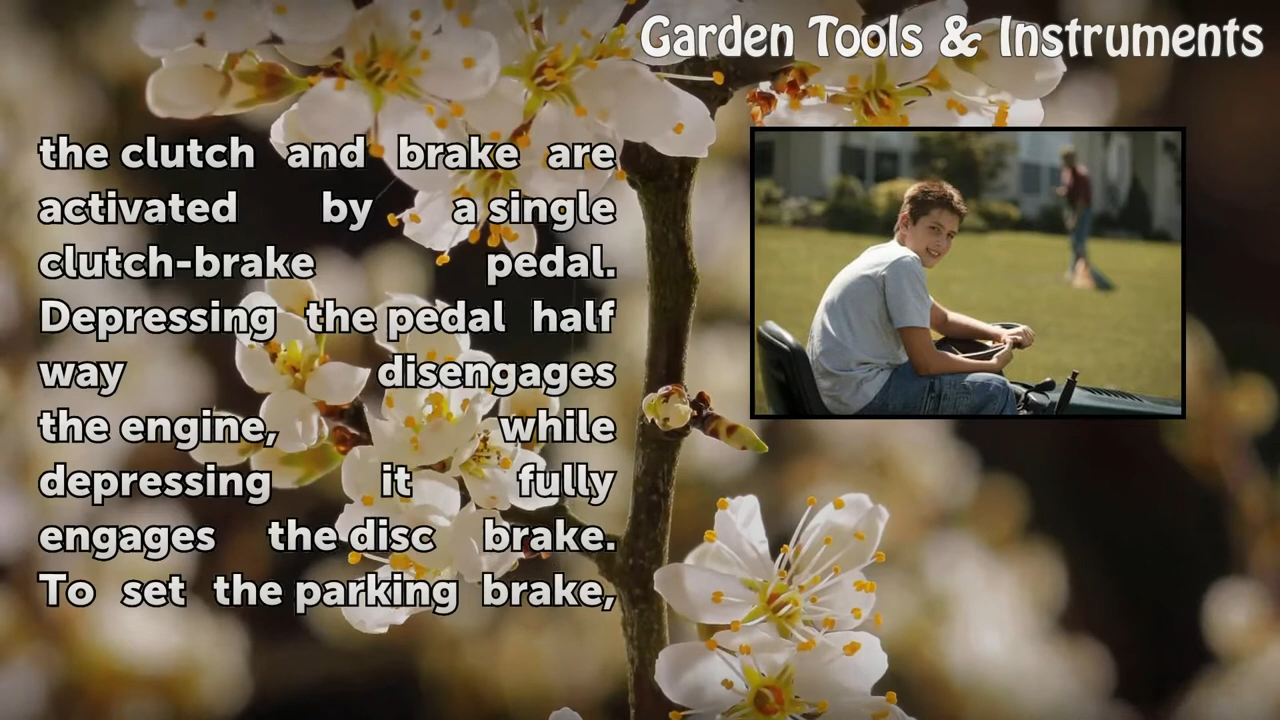 Garden Tools & Instruments
the clutch and brake are
activated by a single
clutch-brake pedal.
Depressing the pedal half
way disengages
the engine, while
depressing it fully
engages the disc brake.
To set the parking brake,